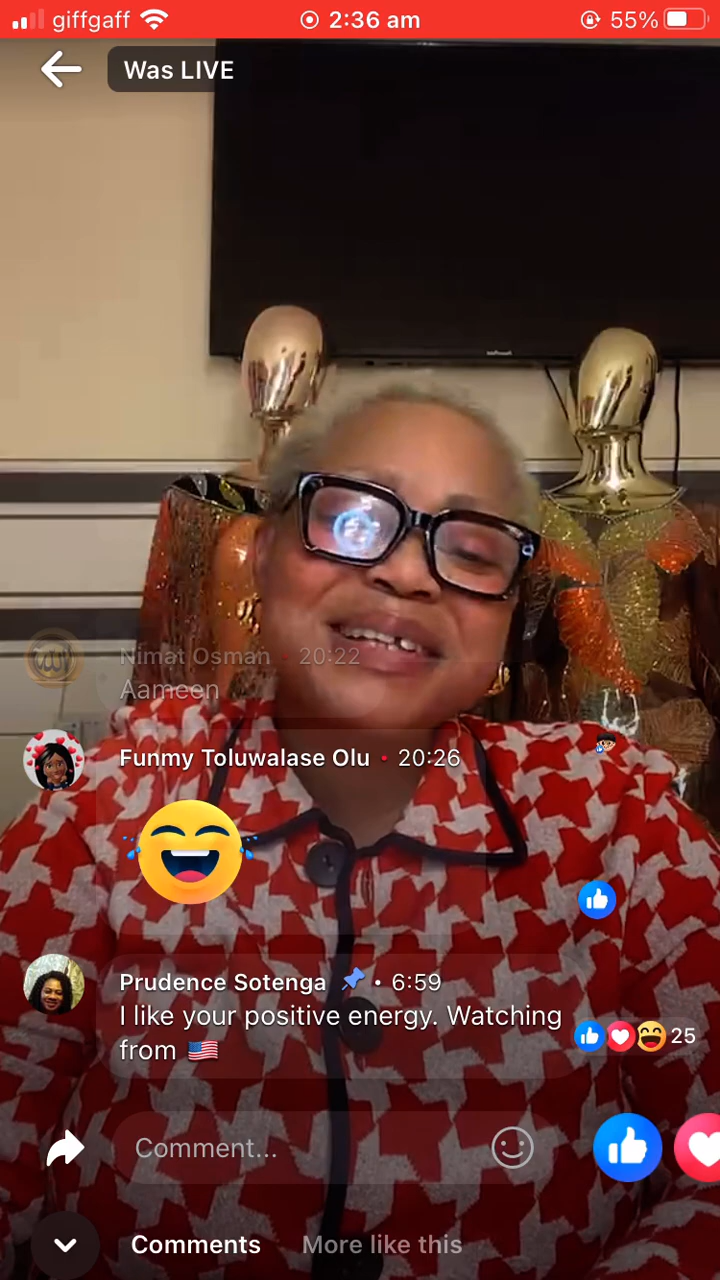 giffgaff 2:36 am 55%
Was LIVE
Nimat Osman • 20:22
Aameen
Funmy Toluwalase Olu • 20:26
Prudence Sotenga • 6:59
I like your positive energy. Watching
from 🇺🇸
25
Comment...
Comments More like this